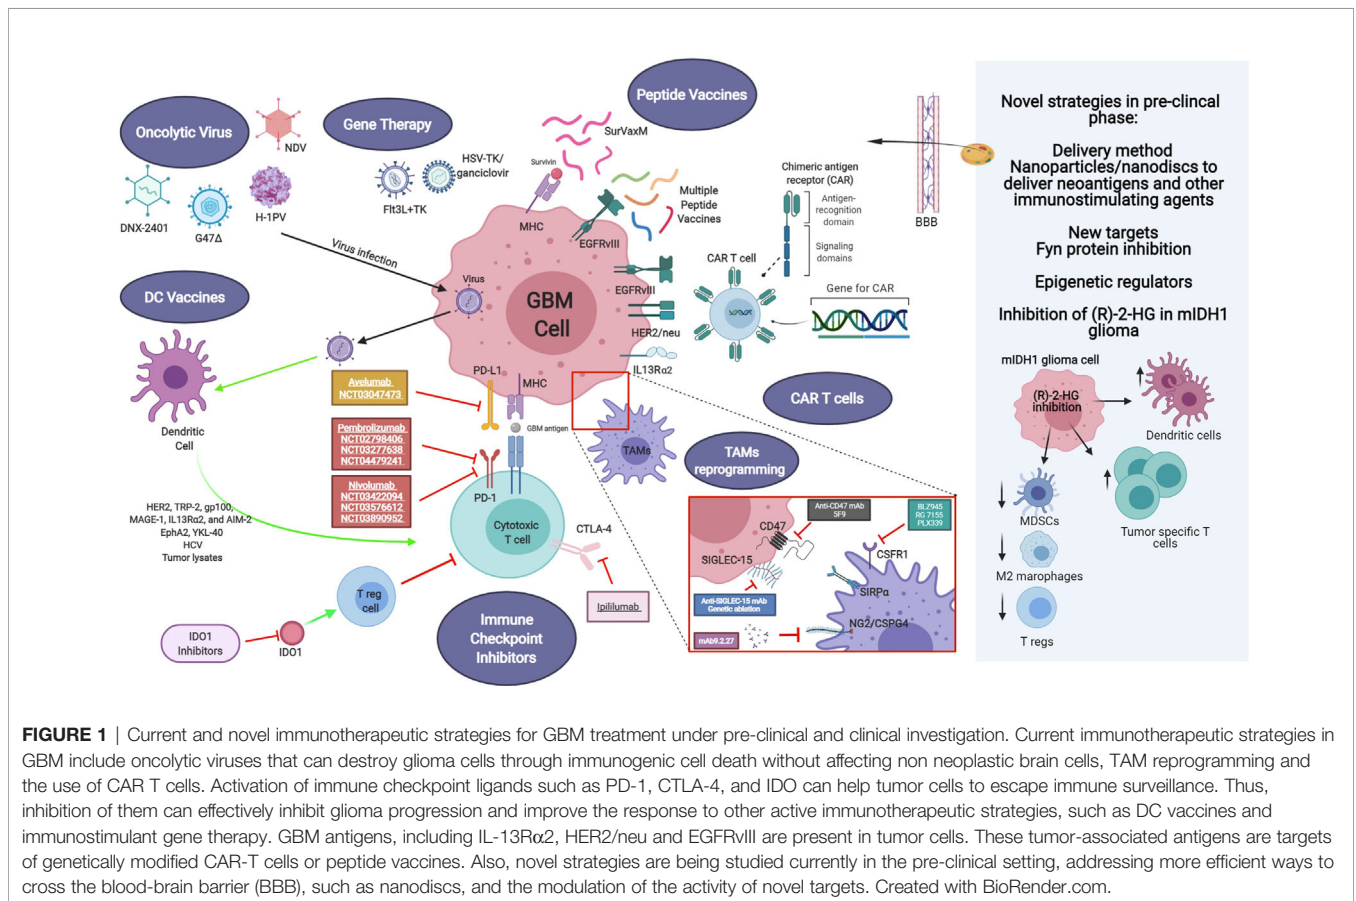 Oncolytic Virus
NDV
DNX-2401
G47Δ
H-1PV
Gene Therapy
Flt3L+TK
HSV-TK/
ganciclovir
Peptide Vaccines
SurVaxM
Survivin
MHC
Multiple
Peptide
Vaccines
EGFRvIII
EGFRvIII
HER2/neu
IL13Rα2
Virus infection
Virus
GBM
Cell
Chimeric antigen
receptor (CAR)
Antigen-
recognition
domain
Signaling
domains
CAR T cell
Gene for CAR
CAR T cells
BBB
DC Vaccines
Dendritic
Cell
HER2, TRP-2, gp100,
MAGE-1, IL13Rα2, and AIM-2
EphA2, YKL-40
HCV
Tumor lysates
Avelumab
NCT03047473
Pembrolizumab
NCT02798406
NCT03277638
NCT04479241
Nivolumab
NCT03422094
NCT03576612
NCT03890952
PD-L1
MHC
GBM antigen
PD-1
Cytotoxic
T cell
CTLA-4
Ipililumab
T reg
cell
IDO1
Inhibitors
IDO1
Immune
Checkpoint
Inhibitors
TAMs
TAMs
reprogramming
CD47
Anti-CD47 mAb
5F9
BLZ945
RG 7155
PLX339
SIGLEC-15
CSFR1
Anti-SIGLEC-15 mAb
Genetic ablation
SIRPα
NG2/CSPG4
mAb9.2.27
Novel strategies in pre-clincal
phase:
Delivery method
Nanoparticles/nanodiscs to
deliver neoantigens and other
immunostimulating agents
New targets
Fyn protein inhibition
Epigenetic regulators
Inhibition of (R)-2-HG in mIDH1
glioma
mIDH1 glioma cell
(R)-2-HG
inhibition
Dendritic cells
MDSCs
Tumor specific T
cells
M2 marophages
T regs
FIGURE 1 | Current and novel immunotherapeutic strategies for GBM treatment under pre-clinical and clinical investigation. Current immunotherapeutic strategies in
GBM include oncolytic viruses that can destroy glioma cells through immunogenic cell death without affecting non neoplastic brain cells, TAM reprogramming and
the use of CAR T cells. Activation of immune checkpoint ligands such as PD-1, CTLA-4, and IDO can help tumor cells to escape immune surveillance. Thus,
inhibition of them can effectively inhibit glioma progression and improve the response to other active immunotherapeutic strategies, such as DC vaccines and
immunostimulant gene therapy. GBM antigens, including IL-13Rα2, HER2/neu and EGFRvIII are present in tumor cells. These tumor-associated antigens are targets
of genetically modified CAR-T cells or peptide vaccines. Also, novel strategies are being studied currently in the pre-clinical setting, addressing more efficient ways to
cross the blood-brain barrier (BBB), such as nanodiscs, and the modulation of the activity of novel targets. Created with BioRender.com.